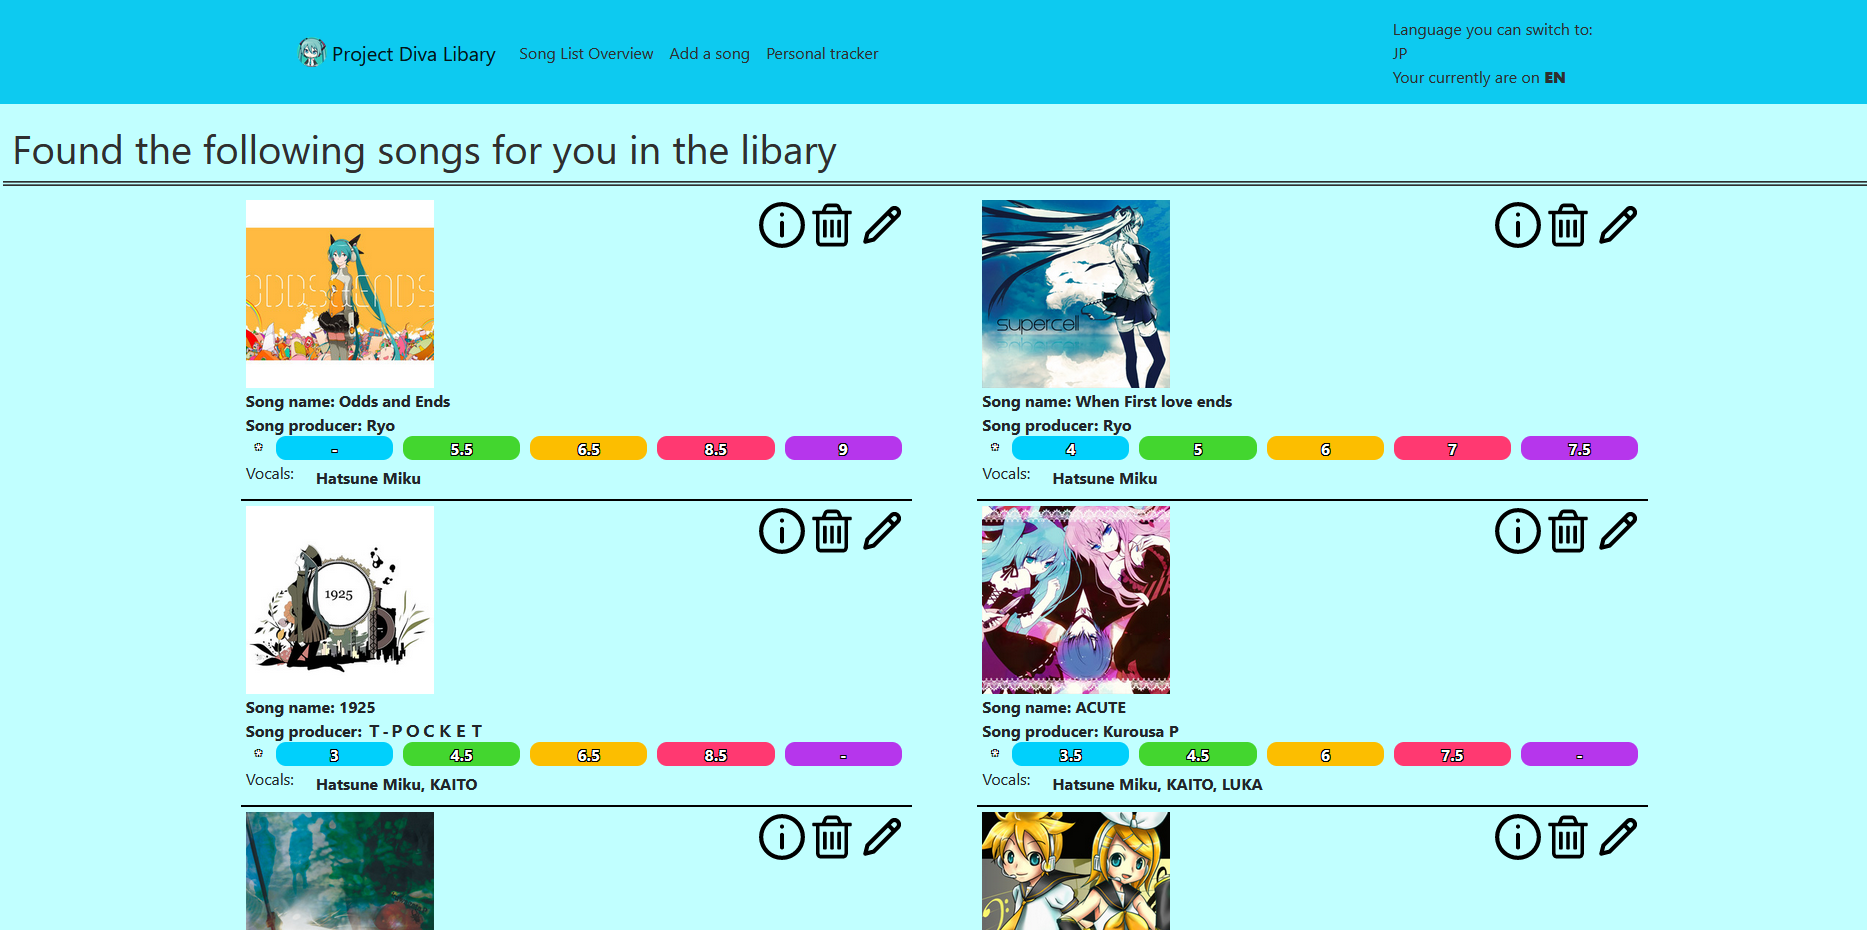 Project Diva Libary
Song List Overview
Add a song
Personal tracker
Language you can switch to:
JP
Your currently are on EN
Found the following songs for you in the libary
ODDS&ENDS
Song name: Odds and Ends
Song producer: Ryo
* - 5.5 6.5 8.5 9
Vocals: Hatsune Miku
supercell
Song name: When First love ends
Song producer: Ryo
* 4 5 6 7 7.5
Vocals: Hatsune Miku
1925
Song name: 1925
Song producer: T-POCKET
* 3 4.5 6.5 8.5 -
Vocals: Hatsune Miku, KAITO
Song name: ACUTE
Song producer: Kurousa P
* 3.5 4.5 6 7.5 -
Vocals: Hatsune Miku, KAITO, LUKA